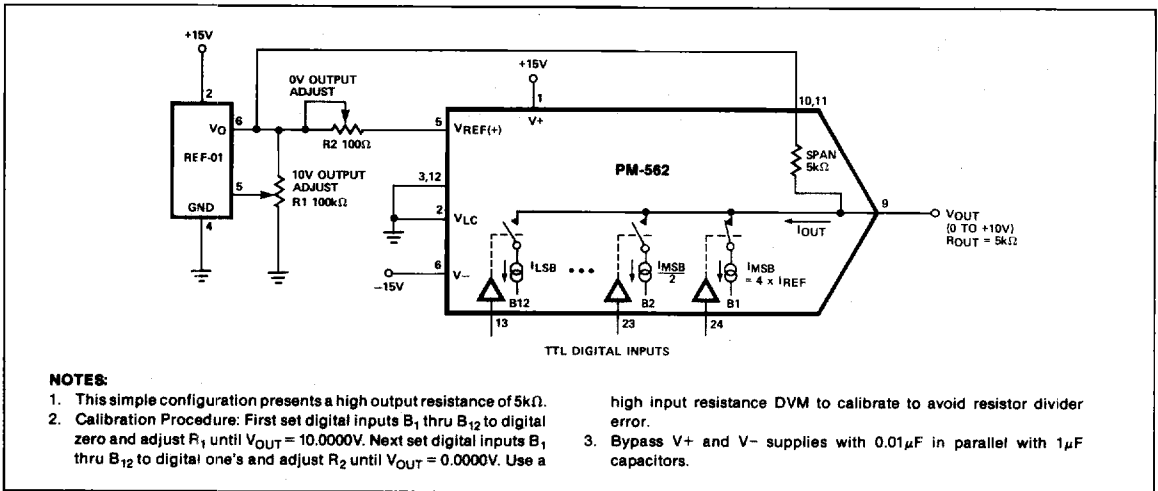 +15V
2
VO
6
REF-01
5
GND
4
0V OUTPUT
ADJUST
R2 100Ω
10V OUTPUT
ADJUST
R1 100kΩ
+15V
1
V+
10,11
5
VREF(+)
SPAN
5kΩ
PM-562
3,12
2
VLC
9
VOUT
(0 TO +10V)
ROUT = 5kΩ
IOUT
6
V−
−15V
ILSB
•••
IMSB
2
IMSB
= 4 x IREF
B12
B2
B1
13
23
24
TTL DIGITAL INPUTS
NOTES:
1. This simple configuration presents a high output resistance of 5kΩ.
2. Calibration Procedure: First set digital inputs B1 thru B12 to digital
zero and adjust R1 until VOUT = 10.0000V. Next set digital inputs B1
thru B12 to digital one's and adjust R2 until VOUT = 0.0000V. Use a
high input resistance DVM to calibrate to avoid resistor divider
error.
3. Bypass V+ and V− supplies with 0.01µF in parallel with 1µF
capacitors.